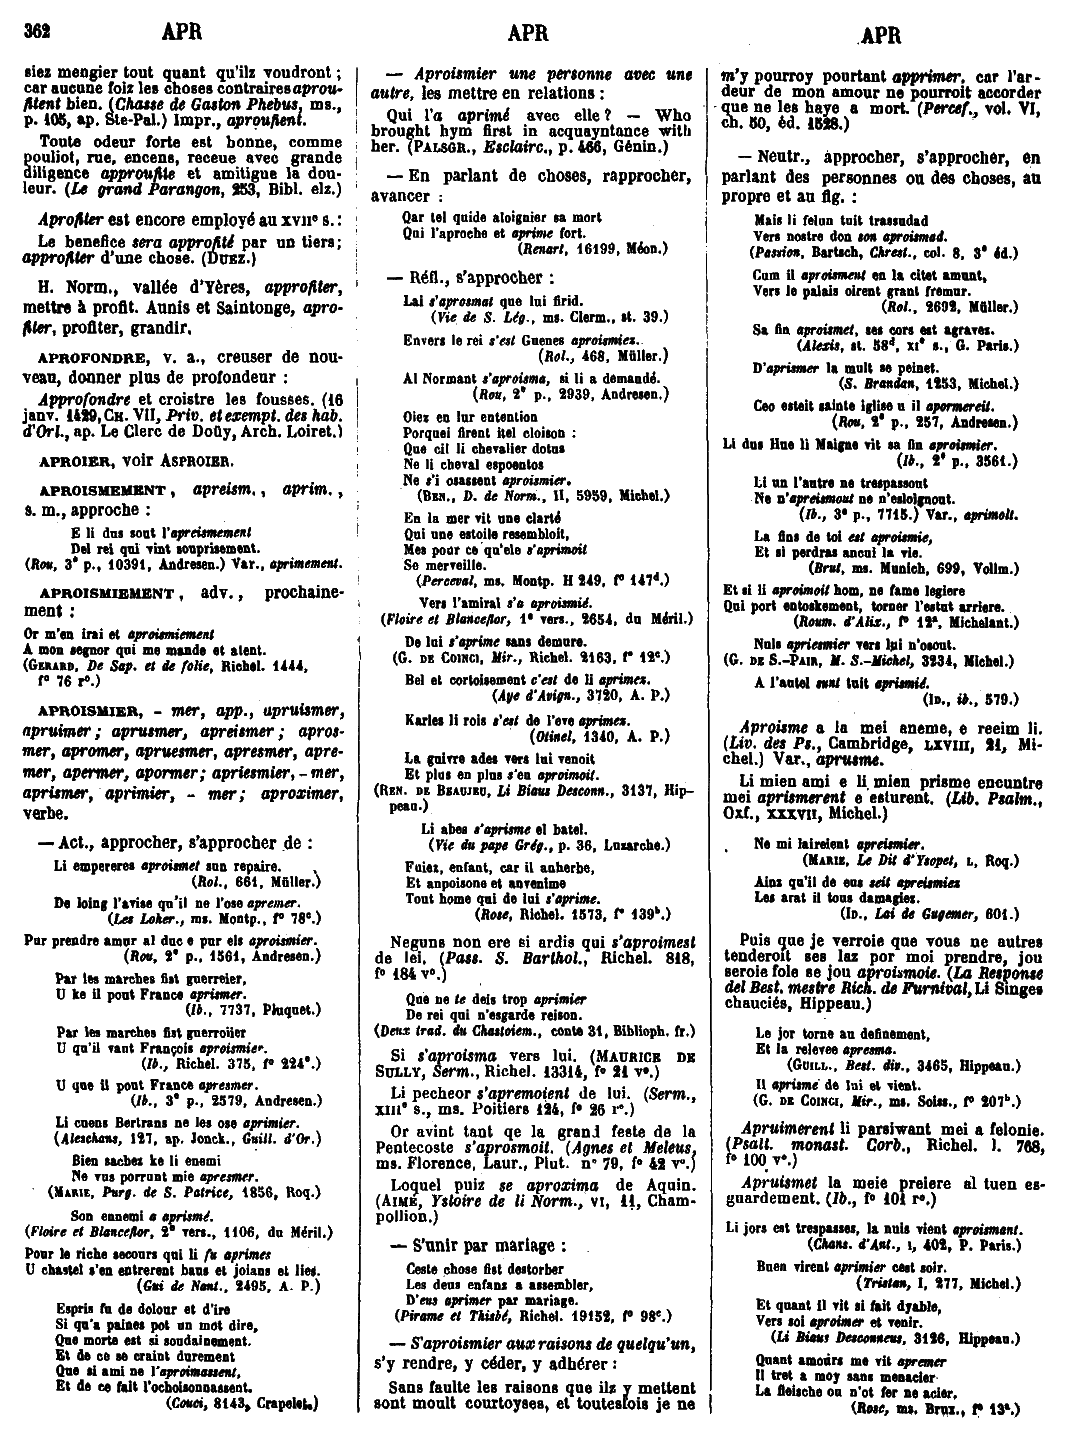 362 APR APR APR
siez mengier tout quant qu'ilz voudront ;
car aucune foiz les choses contraires aprou-
fitent bien. (Chasse de Gaston Phebus, ms.,
p. 105, ap. Ste-Pal.) Impr., aproufient.
Toute odeur forte est bonne, comme
pouliot, rue, encens, receue avec grande
diligence approufite et amitigue la dou-
leur. (Le grand Parangon, 253, Bibl. elz.)
Aprofiter est encore employé au XVIIe s. :
Le benefice sera approfité par un tiers;
approfiter d'une chose. (DUEZ.)
H. Norm., vallée d'Yères, approfiter,
mettre à profit. Aunis et Saintonge, apro-
fiter, profiter, grandir.
APROFONDRE, v. a., creuser de nou-
veau, donner plus de profondeur :
Approfondre et croistre les fousses. (16
janv. 1429, CH. VII, Priv. et exempt. des hab.
d'Orl., ap. Le Clerc de Doüy, Arch. Loiret.)
APROIER, voir ASPROIER.
APROISMEMENT, apreism., aprim.,
s. m., approche :
E li dus sout l'apreismement
Del rei qui vint souprisement.
(Rou, 3e p., 10391, Andresen.) Var., aprimement.
APROISMIEMENT, adv., prochaine-
ment :
Or m'en irai et aproismiement
A mon segnor qui me mande et atent.
(GERARD, De Sap. et de folie, Richel. 1444,
fo 76 ro.)
APROISMIER, - mer, app., apruismer,
apruimer ; aprusmer, apreismer ; apros-
mer, apromer, apruesmer, apresmer, apre-
mer, apermer, apormer ; apriesmier, - mer,
aprismer, aprimier, - mer ; aproximer,
verbe.
— Act., approcher, s'approcher de :
Li empereres aproismet sun repaire.
(Rol., 661, Müller.)
De loing l'avise qu'il ne l'ose apremer.
(Les Loher., ms. Montp., fo 78c.)
Pur prendre amur al duc e pur els aproismier.
(Rou, 2e p., 1561, Andresen.)
Par les marches fist guerreier,
U ke il pout France aprismer.
(Ib., 7737, Pluquet.)
Par les marches fist guerroiier
U qu'il vant François aproismier.
(Ib., Richel. 375, fo 224e.)
U que il pout France apresmer.
(Ib., 3e p., 2579, Andresen.)
Li cuens Bertrans ne les ose aprimer.
(Aleschans, 127, ap. Jonck., Guill. d'Or.)
Bien sachez ke li enemi
Ne vus porrunt mie apresmer.
(MARIE, Purg. de S. Patrice, 1856, Roq.)
Son ennemi a aprismé.
(Floire et Blanceflor, 2e vers., 1106, du Méril.)
Pour le riche secours qui li fu aprimes
U chastel s'en entrerent baus et joians et lies.
(Gui de Nant., 2495, A. P.)
Espris fu de dolour et d'ire
Si qu'a paines pot un mot dire,
Que morte est si soudainement.
Et de ce se craint durement
Que si ami ne l'aproimassent,
Et de ce fait l'ochoisonnassent.
(Couci, 8143, Crapelet.)
— Aproismier une personne avec une
autre, les mettre en relations :
Qui l'a aprimé avec elle ? — Who
brought hym first in acquayntance with
her. (PALSGR., Esclairc., p. 466, Génin.)
— En parlant de choses, rapprocher,
avancer :
Qar tel quide aloignier sa mort
Qui l'aproche et aprime fort.
(Renart, 16199, Méon.)
— Réfl., s'approcher :
Lai s'aprosmat que lui firid.
(Vie de S. Lég., ms. Clerm., st. 39.)
Envers le rei s'est Guenes aproismiez.
(Rol., 468, Müller.)
Al Normant s'aproisma, si li a demandé.
(Rou, 2e p., 2939, Andresen.)
Oiez en lur entention
Porquei firent itel cloison :
Que cil li chevalier dotus
Ne li cheval espoentos
Ne s'i osassent aproismier.
(BEN., D. de Norm., II, 5959, Michel.)
En la mer vit une clarté
Qui une estoile resembloit,
Mes pour ce qu'ele s'aprimoit
Se merveille.
(Perceval, ms. Montp. H 249, fo 147d.)
Vers l'amiral s'a aproismié.
(Floire et Blanceflor, 1e vers., 2654, du Méril.)
De lui s'aprime sans demure.
(G. DE COINCI, Mir., Richel. 2163, fo 12c.)
Bel et cortoisement c'est de li aprimez.
(Aye d'Avign., 3720, A. P.)
Karles li rois s'est de l'eve aprimez.
(Otinel, 1340, A. P.)
La guivre ades vers lui venoit
Et plus en plus s'en aproimoit.
(REN. DE BEAUJEU, Li Biaus Desconn., 3137, Hip-
peau.)
Li abes s'aprisme el batel.
(Vie du pape Grég., p. 36, Luzarche.)
Fuiez, enfant, car il anherbe,
Et anpoisone et anvenime
Tout home qui de lui s'aprime.
(Rose, Richel. 1573, fo 139b.)
Neguns non ere si ardis qui s'aproimest
de lei. (Pass. S. Barthol., Richel. 818,
fo 184 vo.)
Que ne te deis trop aprimier
De rei qui n'esgarde reison.
(Deux trad. du Chastoiem., conte 31, Biblioph. fr.)
Si s'aproisma vers lui. (MAURICE DE
SULLY, Serm., Richel. 13314, fo 21 vo.)
Li pecheor s'apremoient de lui. (Serm.,
XIIIe s., ms. Poitiers 124, fo 26 ro.)
Or avint tant qe la grand feste de la
Pentecoste s'aprosmoit. (Agnes et Meleus,
ms. Florence, Laur., Plut. no 79, fo 42 vo.)
Loquel puiz se aproxima de Aquin.
(AIMÉ, Ystoire de li Norm., VI, 11, Cham-
pollion.)
— S'unir par mariage :
Ceste chose fist destorber
Les deus enfans a assembler,
D'eus aprimer par mariage.
(Pirame et Thisbé, Richel. 19152, fo 98c.)
— S'aproismier aux raisons de quelqu'un,
s'y rendre, y céder, y adhérer :
Sans faulte les raisons que ilz y mettent
sont moult courtoyses, et toutesfois je ne
m'y pourroy pourtant apprimer, car l'ar-
deur de mon amour ne pourroit accorder
que ne les haye a mort. (Percef., vol. VI,
ch. 50, éd. 1528.)
— Neutr., approcher, s'approcher, en
parlant des personnes ou des choses, au
propre et au fig. :
Mais li felun tuit trassudad
Vers nostre don son aproismad.
(Passion, Bartsch, Chrest., col. 8, 3e éd.)
Cum il aproisment en la citet amunt,
Vers le palais oirent grant fremur.
(Rol., 2692, Müller.)
Sa fin aproismet, ses cors est agravez.
(Alexis, st. 58d, XIe s., G. Paris.)
D'aprismer la mult se peinet.
(S. Brandan, 1253, Michel.)
Ceo esteit sainte iglise u il apormereit.
(Rou, 2e p., 257, Andresen.)
Li dus Hue li Maigne vit sa fin aproismier.
(Ib., 2e p., 3561.)
Li un l'autre ne trespassout
Ne n'apreismout ne n'esloignout.
(Ib., 3e p., 7715.) Var., aprimolt.
La fins de toi est aproismie,
Et si perdras ancui la vie.
(Brut, ms. Munich, 699, Vollm.)
Et si li aproimoit hom, ne fame legiere
Qui port entoskement, torner l'estut arriere.
(Roum. d'Alix., fo 12a, Michelant.)
Nuls apriesmier vers lui n'osout.
(G. DE S.-PAIR, M. S.-Michel, 3234, Michel.)
A l'autel sunt tuit aprismié.
(ID., ib., 579.)
Aproisme a la mei aneme, e reeim li.
(Liv. des Ps., Cambridge, LXVIII, 21, Mi-
chel.) Var., aprusme.
Li mien ami e li mien prisme encuntre
mei aprismerent e esturent. (Lib. Psalm.,
Oxf., XXXVII, Michel.)
Ne mi lairoient apreismier.
(MARIE, Le Dit d'Ysopet, L, Roq.)
Ainz qu'il de eus seit apreismiez
Les arat il tous damagies.
(ID., Lai de Gugemer, 601.)
Puis que je verroie que vous ne autres
tenderoit ses laz por moi prendre, jou
seroie fole se jou aproismoie. (La Response
del Best. mestre Rich. de Furnival, Li Singes
chauciés, Hippeau.)
Le jor torne au definement,
Et la relevee apresma.
(GUILL., Best. div., 3465, Hippeau.)
Il aprisme de lui et vient.
(G. DE COINCI, Mir., ms. Soiss., fo 207b.)
Apruimerent li parsiwant mei a felonie.
(Psalt. monast. Corb., Richel. l. 768,
fo 100 vo.)
Apruismet la meie preiere al tuen es-
guardement. (Ib., fo 101 ro.)
Li jors est trespasses, la nuis vient aproismant.
(Chans. d'Ant., I, 402, P. Paris.)
Buen virent aprimier cest soir.
(Tristan, I, 277, Michel.)
Et quant il vit si fait dyable,
Vers soi aproimer et venir.
(Li Biaus Desconneus, 3126, Hippeau.)
Quant amours me vit apremer
Il tret a moy sans menacier
La fleische ou n'ot fer ne acier,
(Rose, ms. Brux., fo 13a.)